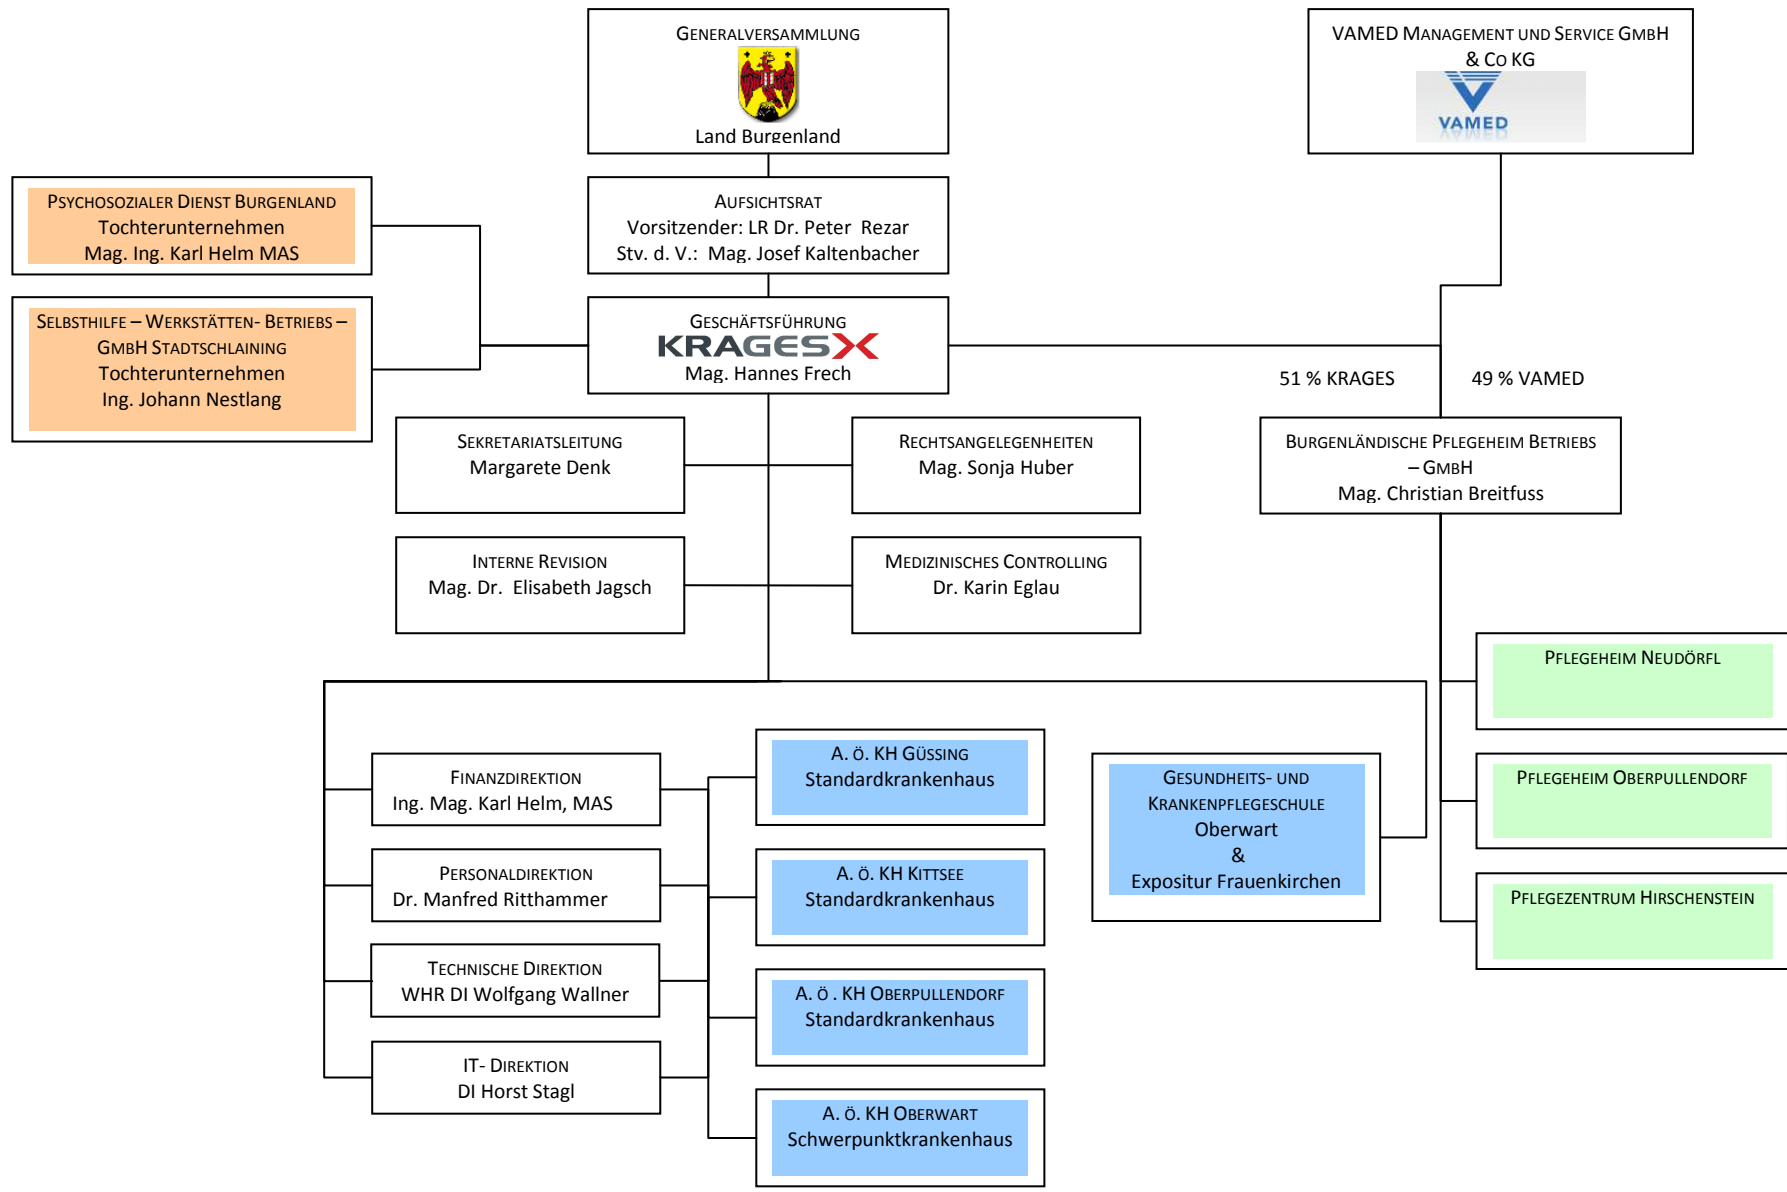 GENERALVERSAMMLUNG
Land Burgenland
VAMED MANAGEMENT UND SERVICE GMBH
& CO KG
VAMED
PSYCHOSOZIALER DIENST BURGENLAND
Tochterunternehmen
Mag. Ing. Karl Helm MAS
AUFSICHTSRAT
Vorsitzender: LR Dr. Peter Rezar
Stv. d. V.: Mag. Josef Kaltenbacher
SELBSTHILFE – WERKSTÄTTEN- BETRIEBS –
GMBH STADTSCHLAINING
Tochterunternehmen
Ing. Johann Nestlang
GESCHÄFTSFÜHRUNG
KRAGES
Mag. Hannes Frech
51 % KRAGES
49 % VAMED
SEKRETARIATSLEITUNG
Margarete Denk
RECHTSANGELEGENHEITEN
Mag. Sonja Huber
BURGENLÄNDISCHE PFLEGEHEIM BETRIEBS
– GMBH
Mag. Christian Breitfuss
INTERNE REVISION
Mag. Dr. Elisabeth Jagsch
MEDIZINISCHES CONTROLLING
Dr. Karin Eglau
PFLEGEHEIM NEUDÖRFL
FINANZDIREKTION
Ing. Mag. Karl Helm, MAS
A. Ö. KH GÜSSING
Standardkrankenhaus
GESUNDHEITS- UND
KRANKENPFLEGESCHULE
Oberwart
&
Expositur Frauenkirchen
PFLEGEHEIM OBERPULLENDORF
PERSONALDIREKTION
Dr. Manfred Ritthammer
A. Ö. KH KITTSEE
Standardkrankenhaus
PFLEGEZENTRUM HIRSCHENSTEIN
TECHNISCHE DIREKTION
WHR DI Wolfgang Wallner
A. Ö . KH OBERPULLENDORF
Standardkrankenhaus
IT- DIREKTION
DI Horst Stagl
A. Ö. KH OBERWART
Schwerpunktkrankenhaus